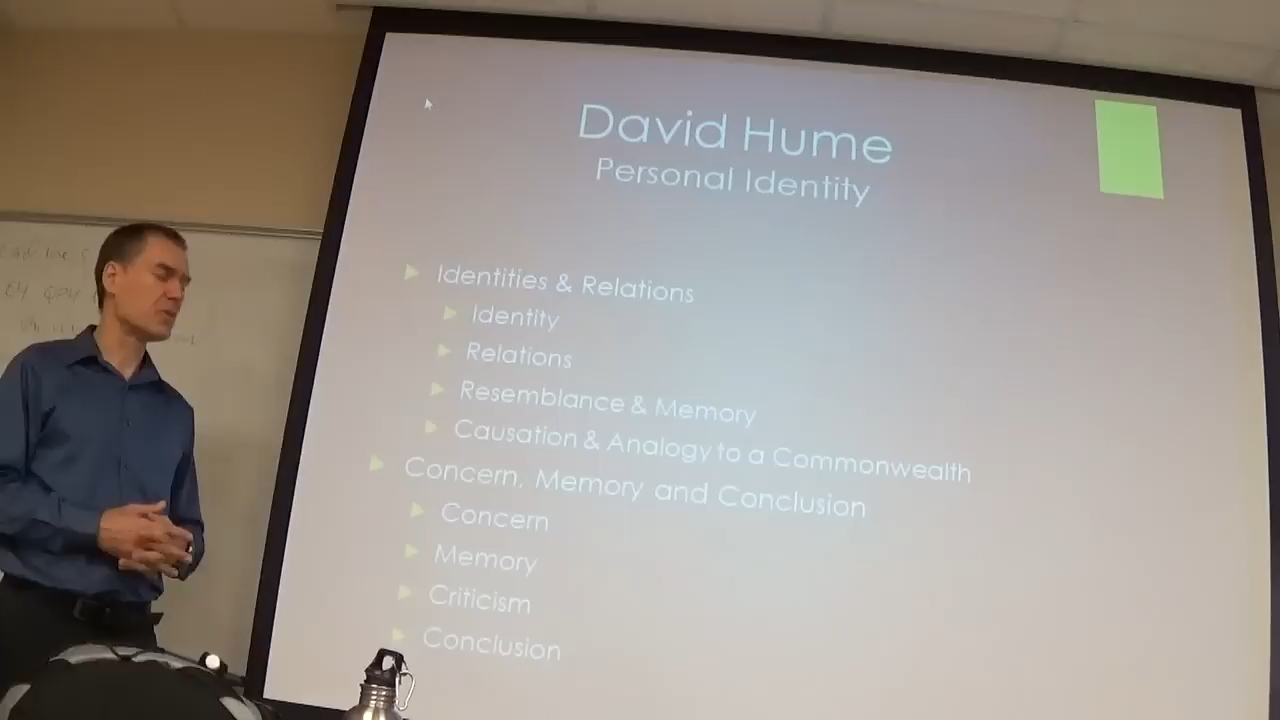 David Hume
Personal Identity
Identities & Relations
Identity
Relations
Resemblance & Memory
Causation & Analogy to a Commonwealth
Concern, Memory and Conclusion
Concern
Memory
Criticism
Conclusion